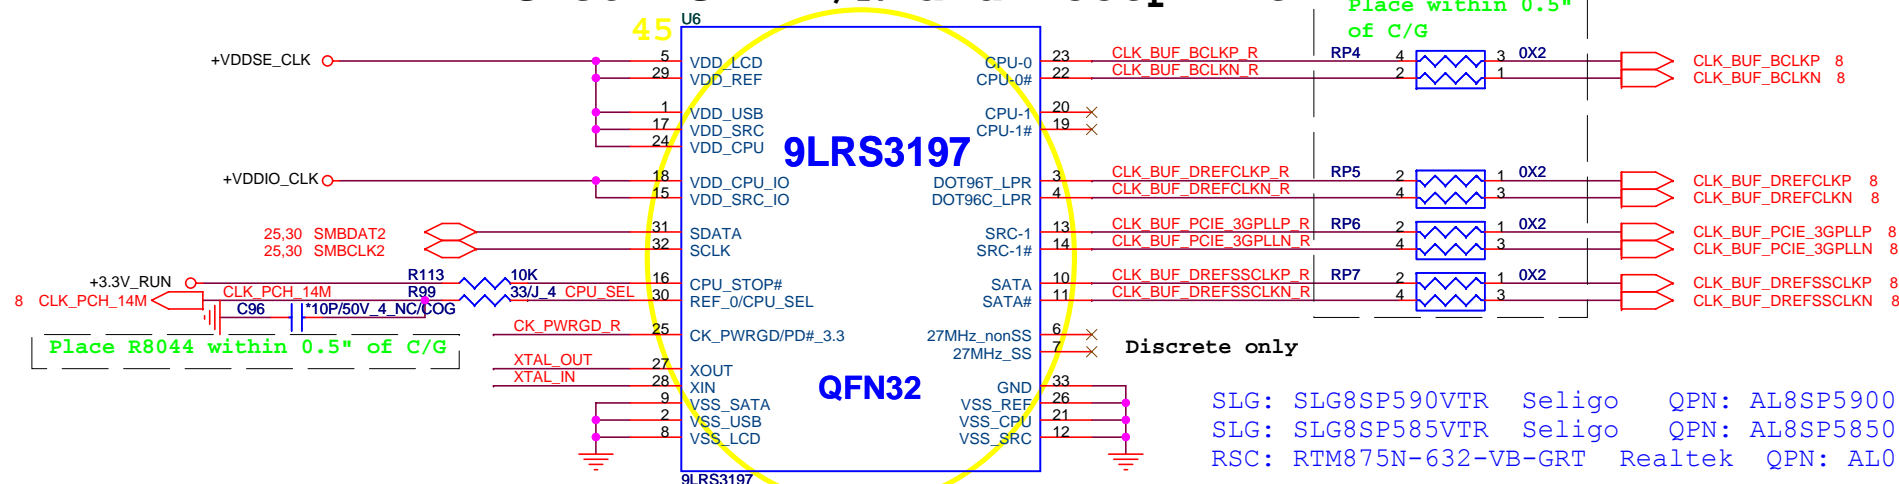 Place within 0.5"
of C/G
45
U6
+VDDSE_CLK
5 VDD_LCD
29 VDD_REF
1 VDD_USB
17 VDD_SRC
24 VDD_CPU
+VDDIO_CLK
18 VDD_CPU_IO
15 VDD_SRC_IO
25,30 SMBDAT2 31 SDATA
25,30 SMBCLK2 32 SCLK
+3.3V_RUN R113 10K 16 CPU_STOP#
8 CLK_PCH_14M CLK_PCH_14M R99 33/J_4 CPU_SEL 30 REF_0/CPU_SEL
C96 *10P/50V_4_NC/COG
Place R8044 within 0.5" of C/G
CK_PWRGD_R 25 CK_PWRGD/PD#_3.3
XTAL_OUT 27 XOUT
XTAL_IN 28 XIN
9 VSS_SATA
2 VSS_USB
8 VSS_LCD
9LRS3197
QFN32
9LRS3197
CPU-0 23 CLK_BUF_BCLKP_R RP4 4 3 0X2 CLK_BUF_BCLKP 8
CPU-0# 22 CLK_BUF_BCLKN_R 2 1 CLK_BUF_BCLKN 8
CPU-1 20
CPU-1# 19
DOT96T_LPR 3 CLK_BUF_DREFCLKP_R RP5 2 1 0X2 CLK_BUF_DREFCLKP 8
DOT96C_LPR 4 CLK_BUF_DREFCLKN_R 4 3 CLK_BUF_DREFCLKN 8
SRC-1 13 CLK_BUF_PCIE_3GPLLP_R RP6 2 1 0X2 CLK_BUF_PCIE_3GPLLP 8
SRC-1# 14 CLK_BUF_PCIE_3GPLLN_R 4 3 CLK_BUF_PCIE_3GPLLN 8
SATA 10 CLK_BUF_DREFSSCLKP_R RP7 2 1 0X2 CLK_BUF_DREFSSCLKP 8
SATA# 11 CLK_BUF_DREFSSCLKN_R 4 3 CLK_BUF_DREFSSCLKN 8
27MHz_nonSS 6
27MHz_SS 7
Discrete only
GND 33
VSS_REF 26
VSS_CPU 21
VSS_SRC 12
SLG: SLG8SP590VTR Seligo QPN: AL8SP5900
SLG: SLG8SP585VTR Seligo QPN: AL8SP5850
RSC: RTM875N-632-VB-GRT Realtek QPN: AL0